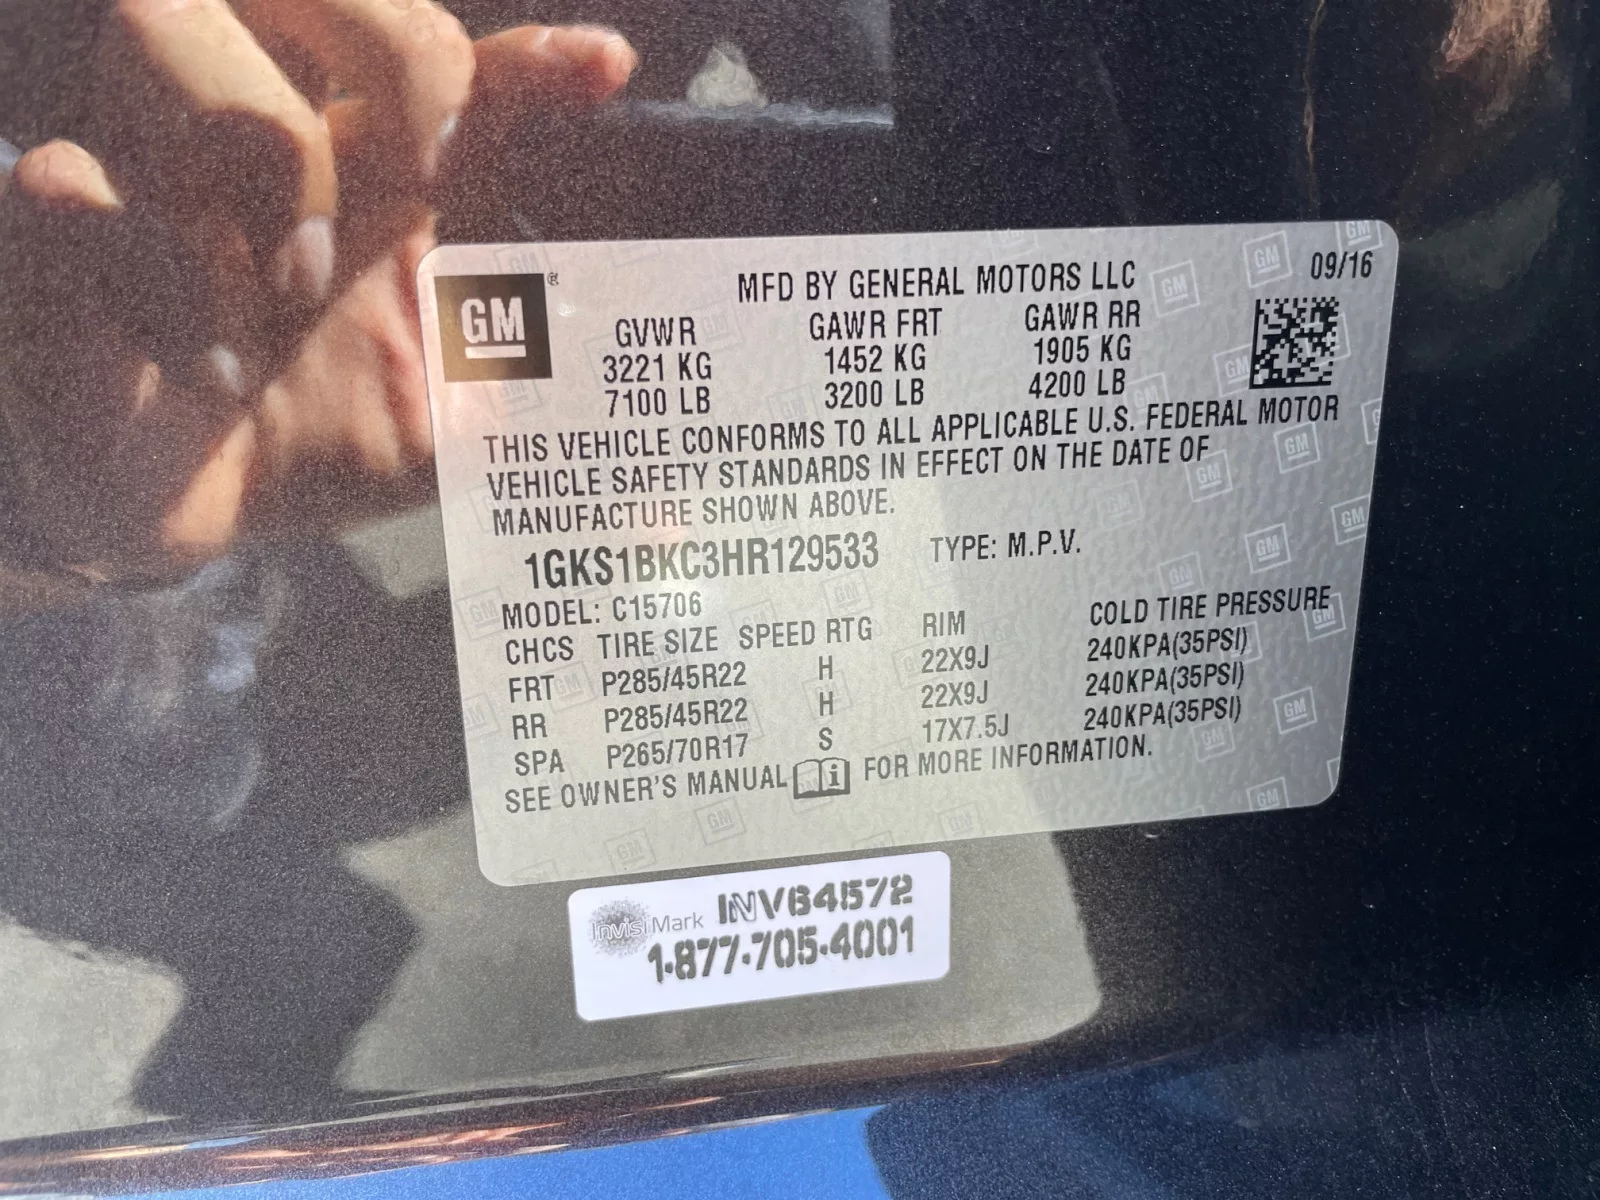 GM®
MFD BY GENERAL MOTORS LLC 09/16
GVWR GAWR FRT GAWR RR
3221 KG 1452 KG 1905 KG
7100 LB 3200 LB 4200 LB
THIS VEHICLE CONFORMS TO ALL APPLICABLE U.S. FEDERAL MOTOR
VEHICLE SAFETY STANDARDS IN EFFECT ON THE DATE OF
MANUFACTURE SHOWN ABOVE.
1GKS1BKC3HR129533 TYPE: M.P.V.
MODEL: C15706
CHCS TIRE SIZE SPEED RTG RIM COLD TIRE PRESSURE
FRT P285/45R22 H 22X9J 240KPA(35PSI)
RR P285/45R22 H 22X9J 240KPA(35PSI)
SPA P265/70R17 S 17X7.5J 240KPA(35PSI)
SEE OWNER'S MANUAL FOR MORE INFORMATION.
InvisiMark INV64572
1-877-705-4001